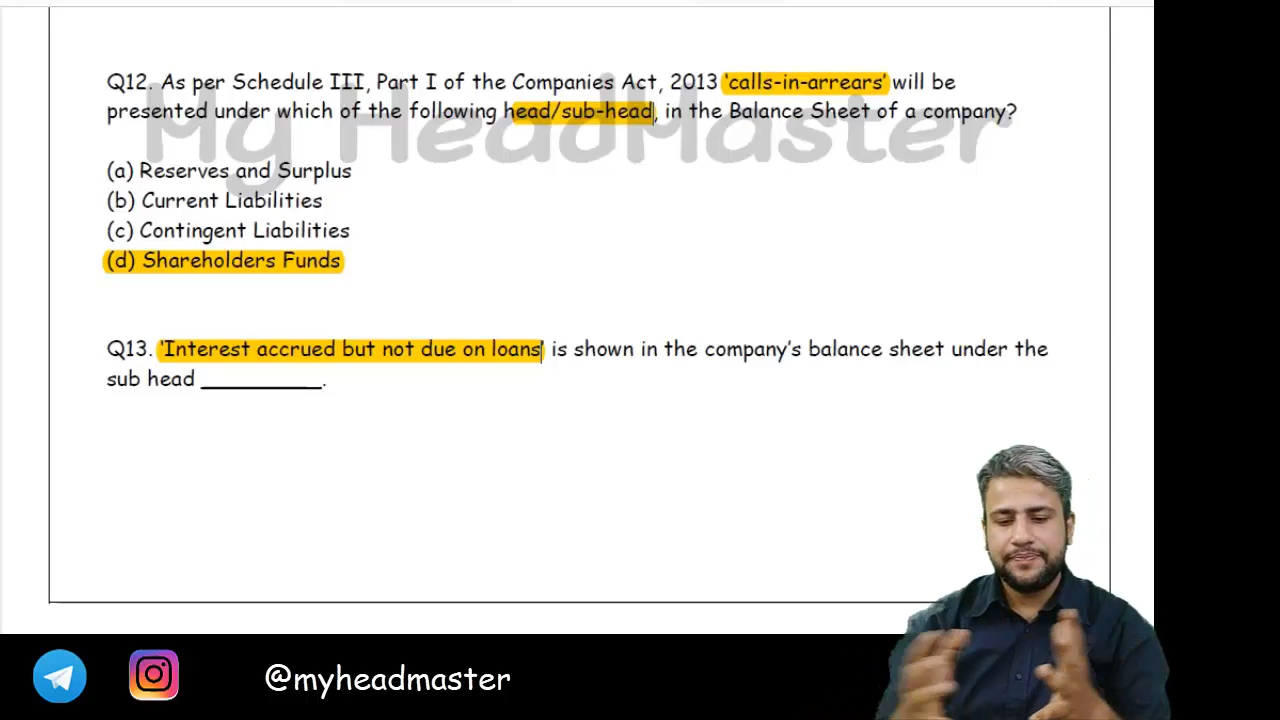 Q12. As per Schedule III, Part I of the Companies Act, 2013 'calls-in-arrears' will be
presented under which of the following head/sub-head, in the Balance Sheet of a company?
My HeadMaster
(a) Reserves and Surplus
(b) Current Liabilities
(c) Contingent Liabilities
(d) Shareholders Funds
Q13. 'Interest accrued but not due on loans' is shown in the company's balance sheet under the
sub head __________.
@myheadmaster